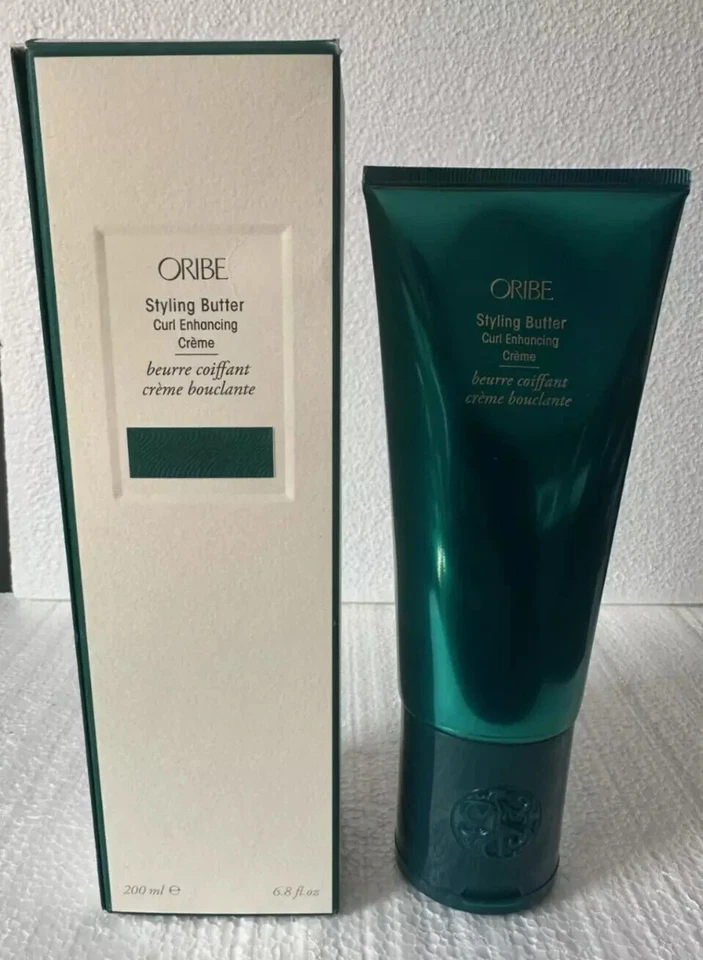 ORIBE
Styling Butter
Curl Enhancing
Crème
beurre coiffant
crème bouclante
200 ml ℮
6.8 fl.oz
ORIBE
Styling Butter
Curl Enhancing
Crème
beurre coiffant
crème bouclante